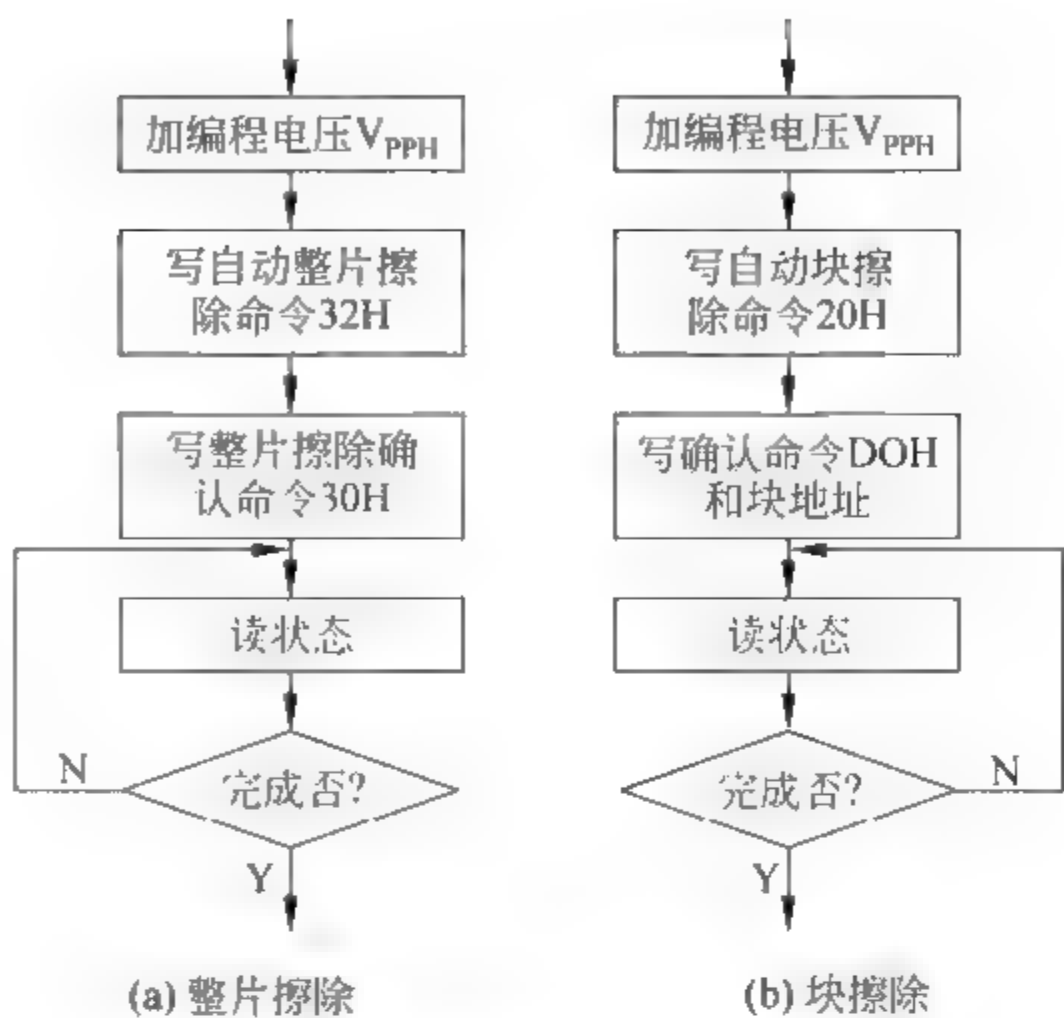 加编程电压VPPH
写自动整片擦
除命令32H
写整片擦除确
认命令30H
读状态
完成否?
N
Y
(a) 整片擦除
加编程电压VPPH
写自动块擦
除命令20H
写确认命令DOH
和块地址
读状态
完成否?
N
Y
(b) 块擦除